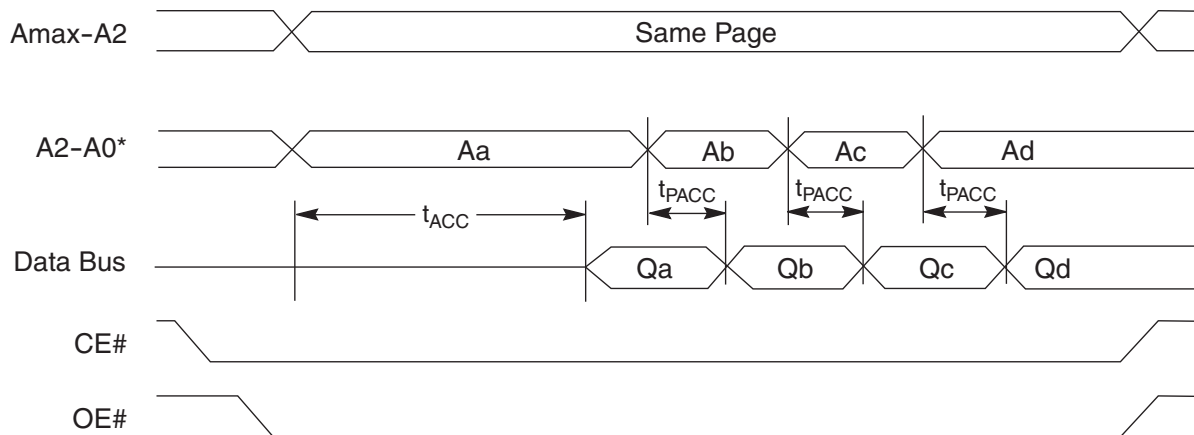 Amax-A2
Same Page
A2-A0*
Aa
Ab
Ac
Ad
tPACC
tPACC
tPACC
tACC
Data Bus
Qa
Qb
Qc
Qd
CE#
OE#